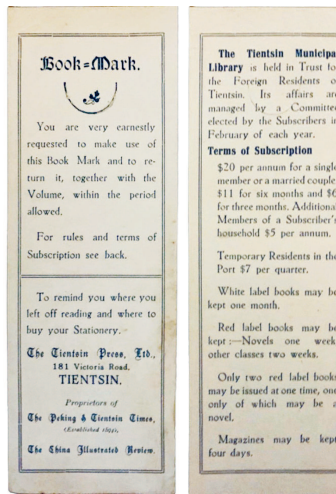 Book=Mark.
You are very earnestly
requested to make use of
this Book Mark and to re-
turn it, together with the
Volume, within the period
allowed.
For rules and terms of
Subscription see back.
To remind you where you
left off reading and where to
buy your Stationery.
The Tientsin Press, Ltd.,
181 Victoria Road,
TIENTSIN.
Proprietors of
The Peking & Tientsin Times,
(Established 1894),
The China Illustrated Review.
The Tientsin Municipa
Library is held in Trust fo
the Foreign Residents o
Tientsin. Its affairs are
managed by a Committee
elected by the Subscribers in
February of each year.
Terms of Subscription
$20 per annum for a single
member or a married couple
$11 for six months and $6
for three months. Additiona
Members of a Subscriber's
household $5 per annum.
Temporary Residents in the
Port $7 per quarter.
White label books may be
kept one month.
Red label books may be
kept:—Novels one week
other classes two weeks.
Only two red label books
may be issued at one time, one
only of which may be a
novel.
Magazines may be kept
four days.